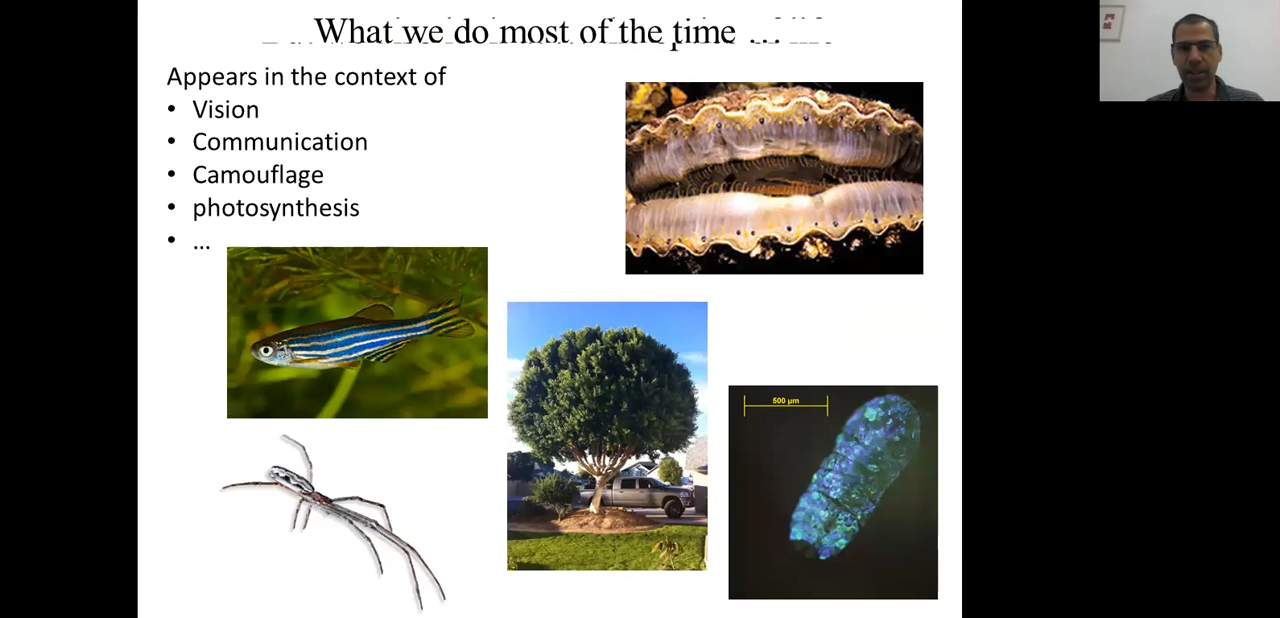 What we do most of the time ...
Appears in the context of
• Vision
• Communication
• Camouflage
• photosynthesis
• ...
500 µm